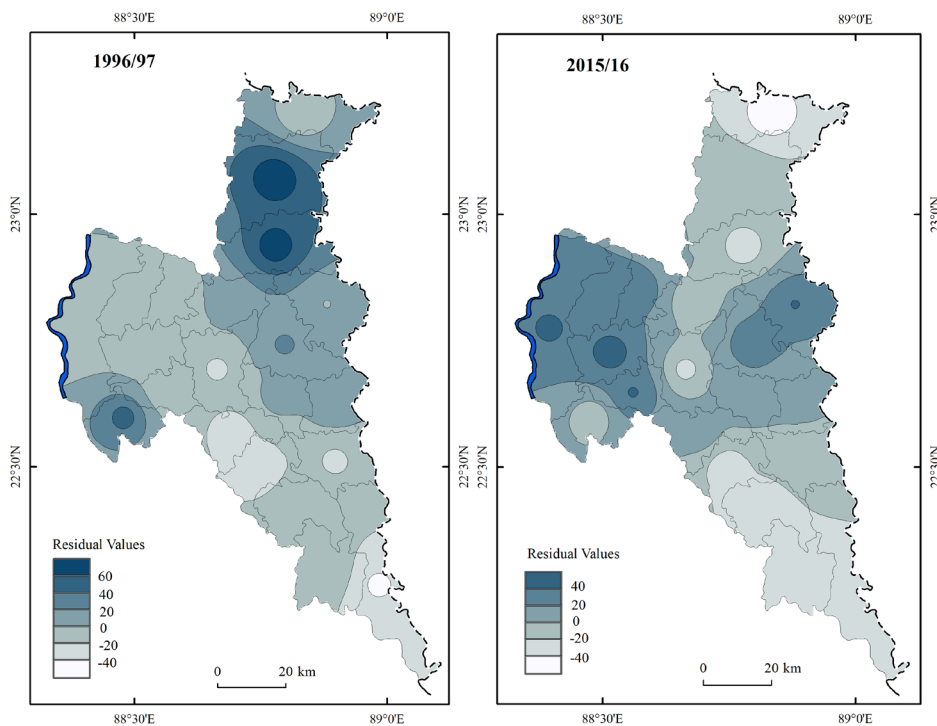 88°30'E 89°0'E 88°30'E 89°0'E
1996/97
2015/16
23°0'N 23°0'N 23°0'N 23°0'N
22°30'N 22°30'N 22°30'N 22°30'N
Residual Values
60
40
20
0
-20
-40
0 20 km
Residual Values
40
20
0
-20
-40
0 20 km
88°30'E 89°0'E 88°30'E 89°0'E